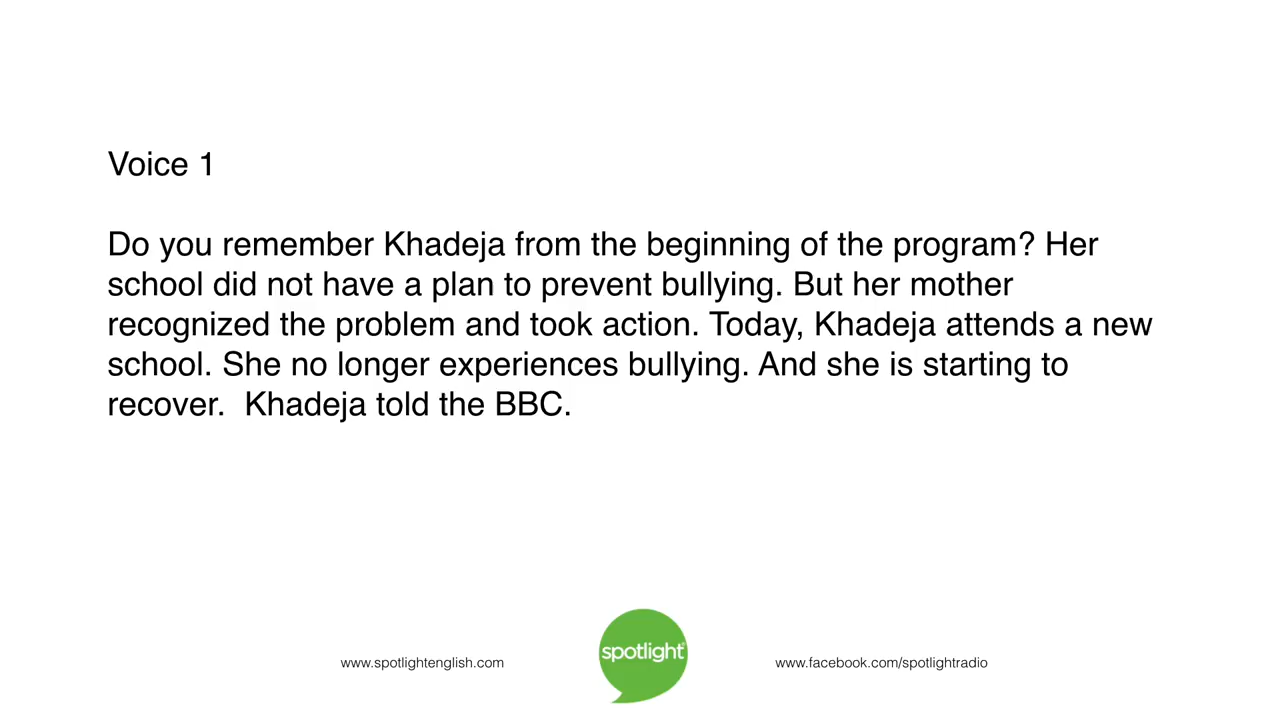 Voice 1
Do you remember Khadeja from the beginning of the program? Her
school did not have a plan to prevent bullying. But her mother
recognized the problem and took action. Today, Khadeja attends a new
school. She no longer experiences bullying. And she is starting to
recover.  Khadeja told the BBC.
www.spotlightenglish.com
spotlight
www.facebook.com/spotlightradio